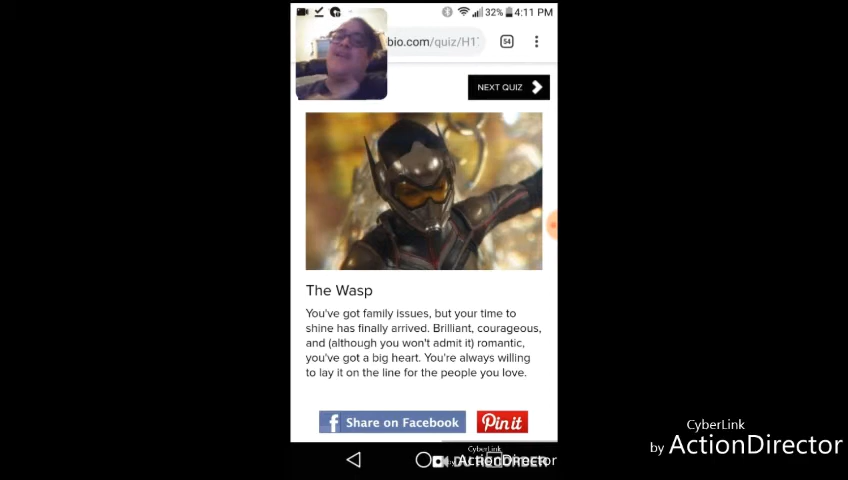 32% 4:11 PM
bio.com/quiz/H1
54
NEXT QUIZ
The Wasp
You've got family issues, but your time to
shine has finally arrived. Brilliant, courageous,
and (although you won't admit it) romantic,
you've got a big heart. You're always willing
to lay it on the line for the people you love.
f Share on Facebook
Pin it
CyberLink
by ActionDirector
CyberLink
by ActionDirector